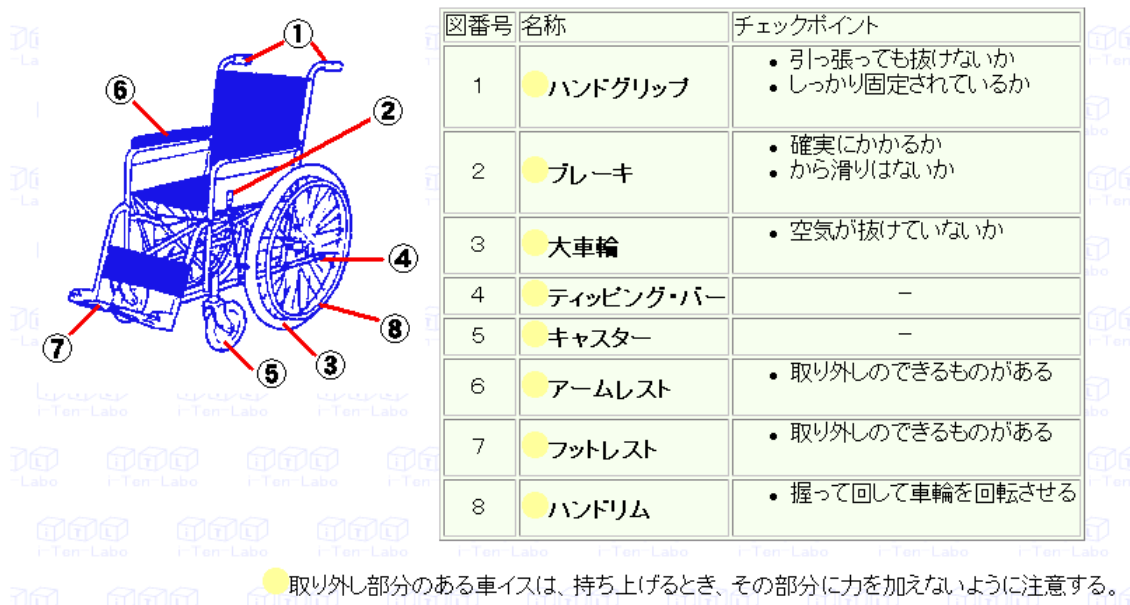 ①
⑥
②
④
⑧
⑦
③
⑤
図番号 名称 チェックポイント
1 ハンドグリップ
・引っ張っても抜けないか
・しっかり固定されているか
2 ブレーキ
・確実にかかるか
・から滑りはないか
3 大車輪
・空気が抜けていないか
4 ティッピング・バー −
5 キャスター −
6 アームレスト
・取り外しのできるものがある
7 フットレスト
・取り外しのできるものがある
8 ハンドリム
・握って回して車輪を回転させる
取り外し部分のある車イスは、持ち上げるとき、その部分に力を加えないように注意する。
i-Ten-Labo